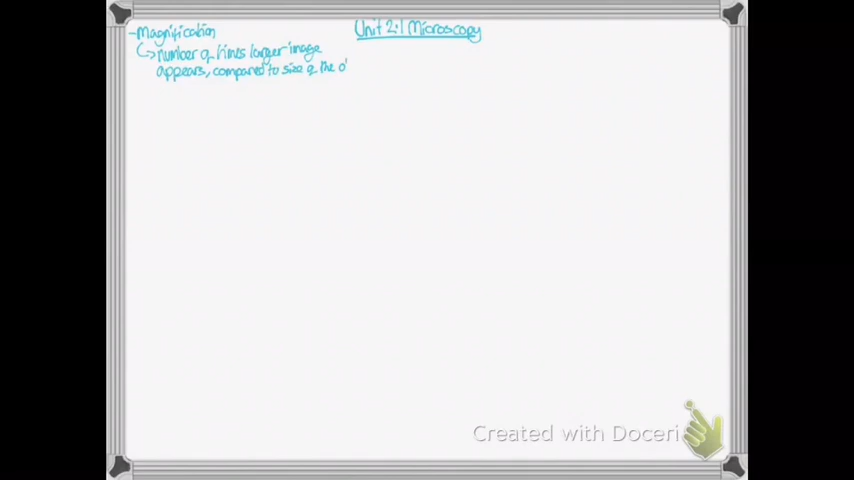 Unit 2.1 Microscopy
- Magnification
↳ number of times larger image
appears, compared to size of the o
Created with Doceri